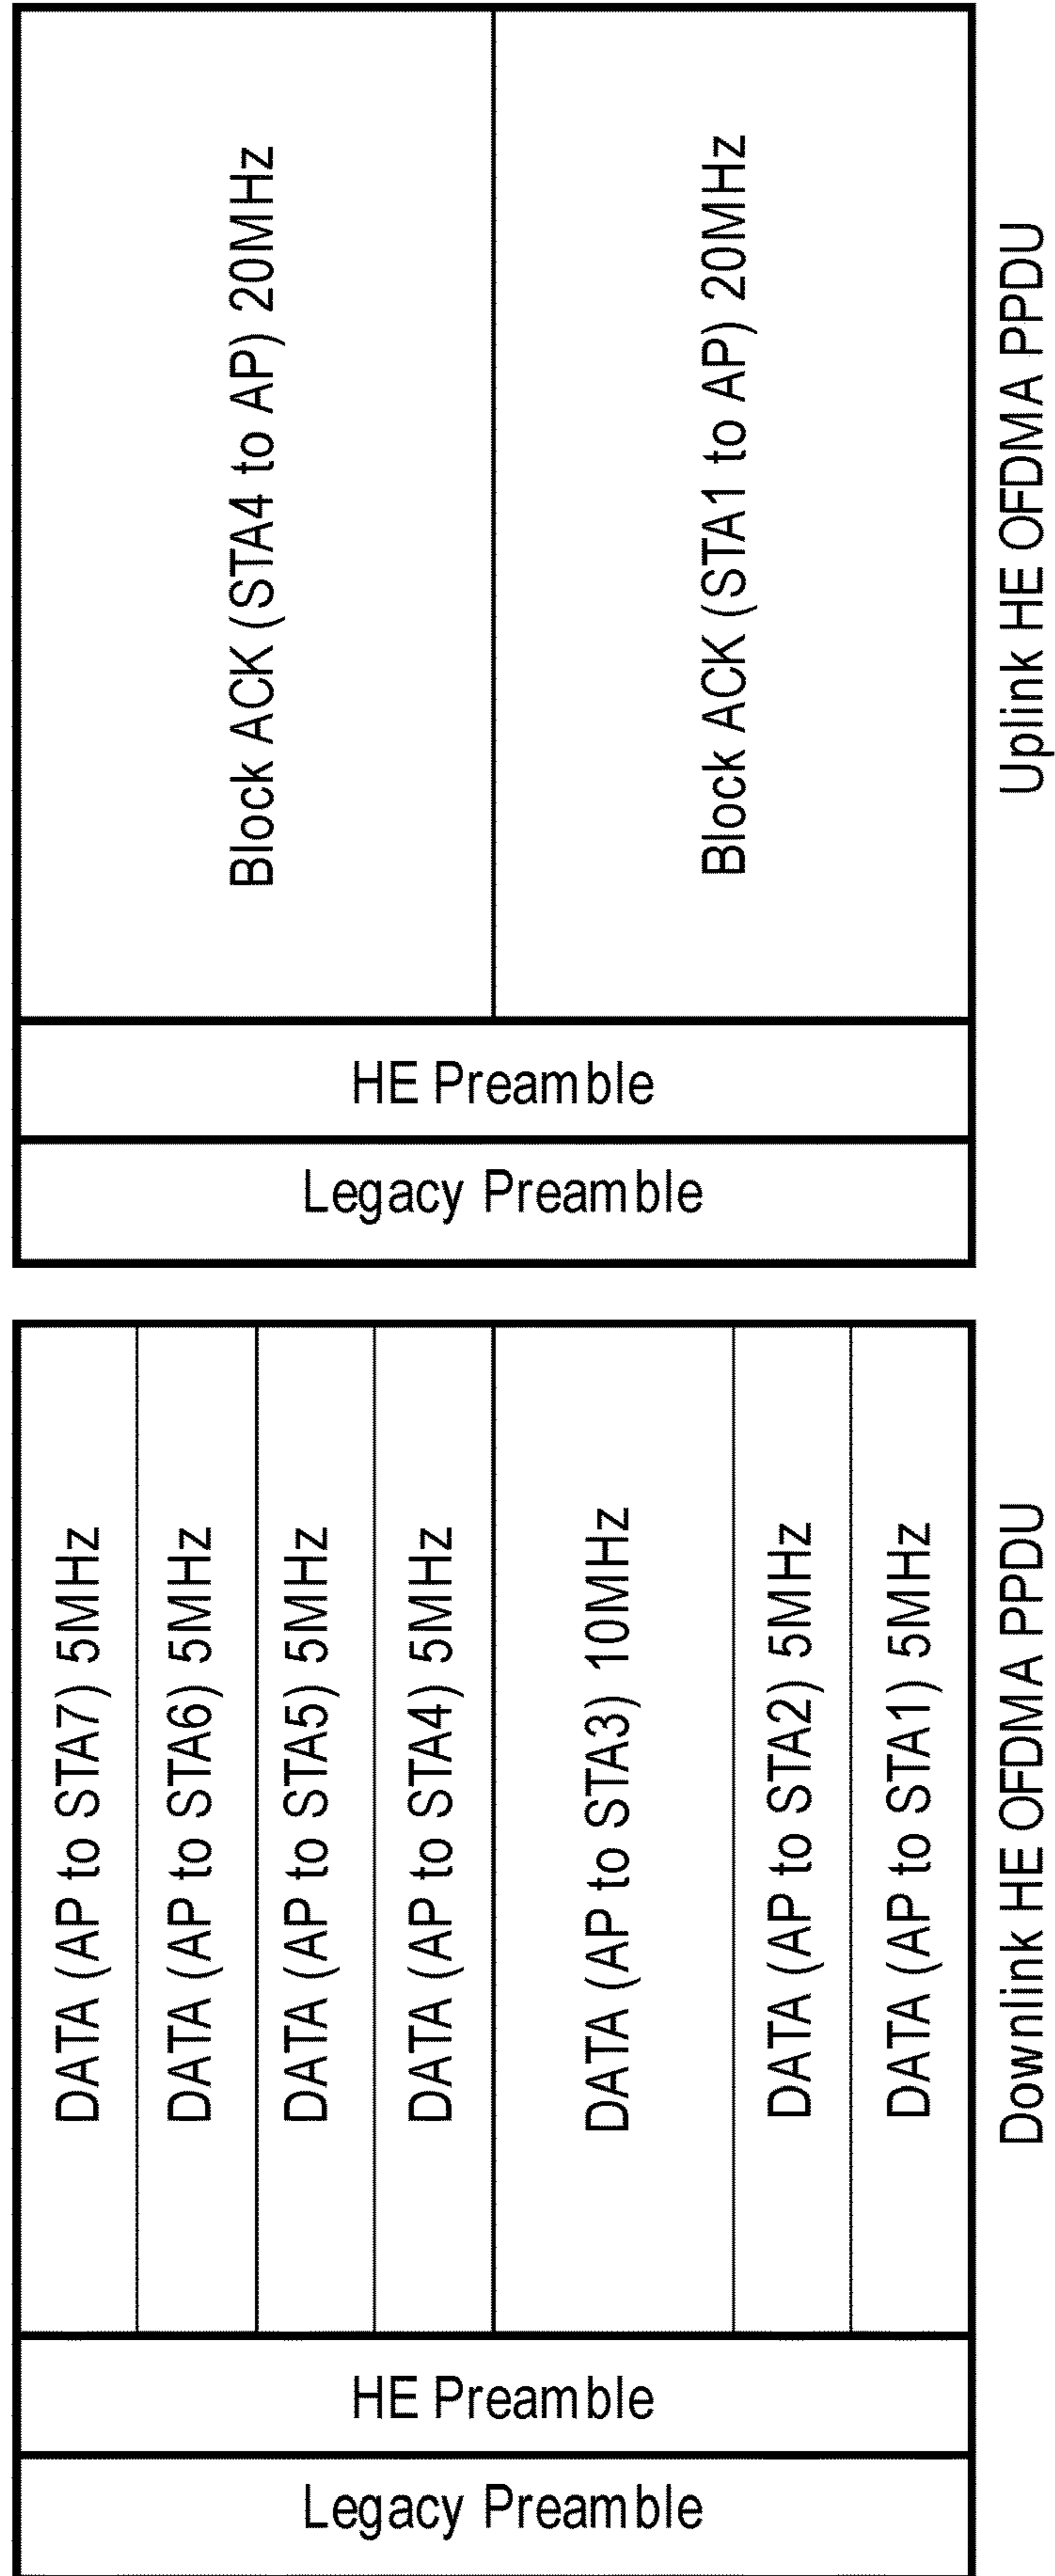 Legacy Preamble
HE Preamble
DATA (AP to STA7) 5MHz
DATA (AP to STA6) 5MHz
DATA (AP to STA5) 5MHz
DATA (AP to STA4) 5MHz
DATA (AP to STA3) 10MHz
DATA (AP to STA2) 5MHz
DATA (AP to STA1) 5MHz
Downlink HE OFDMA PPDU
Legacy Preamble
HE Preamble
Block ACK (STA4 to AP) 20MHz
Block ACK (STA1 to AP) 20MHz
Uplink HE OFDMA PPDU